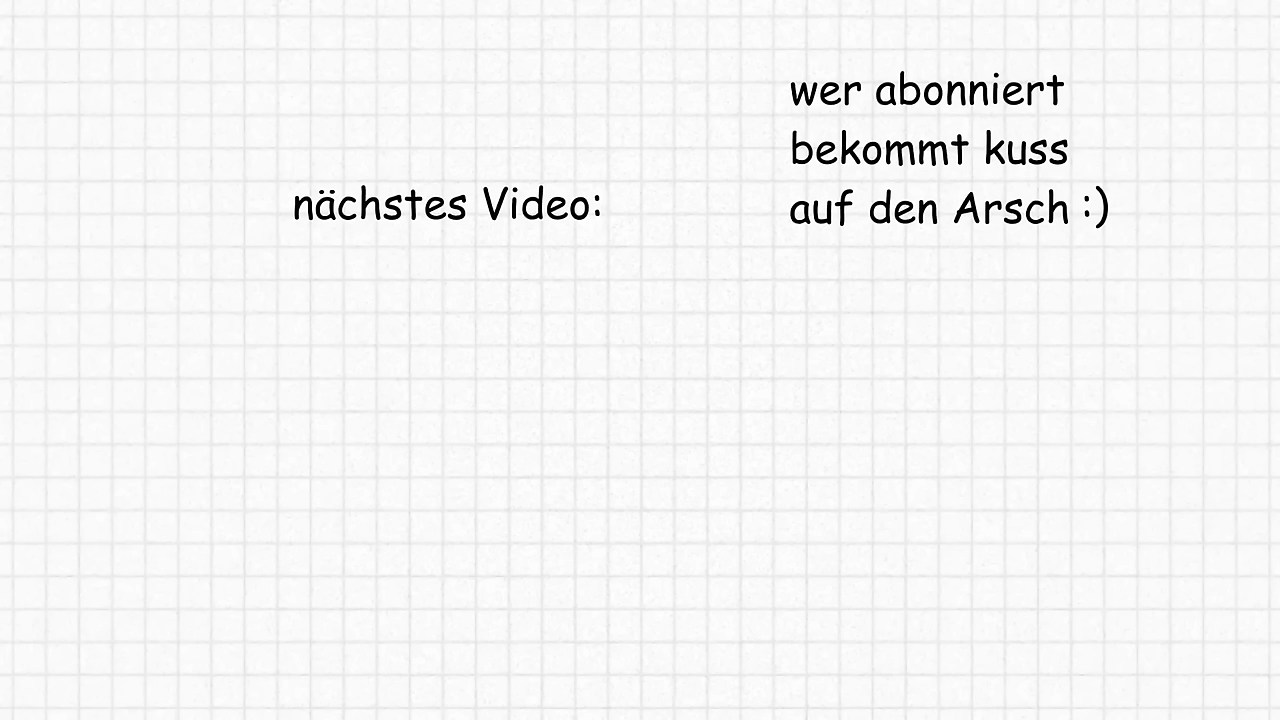 nächstes Video:
wer abonniert
bekommt kuss
auf den Arsch :)